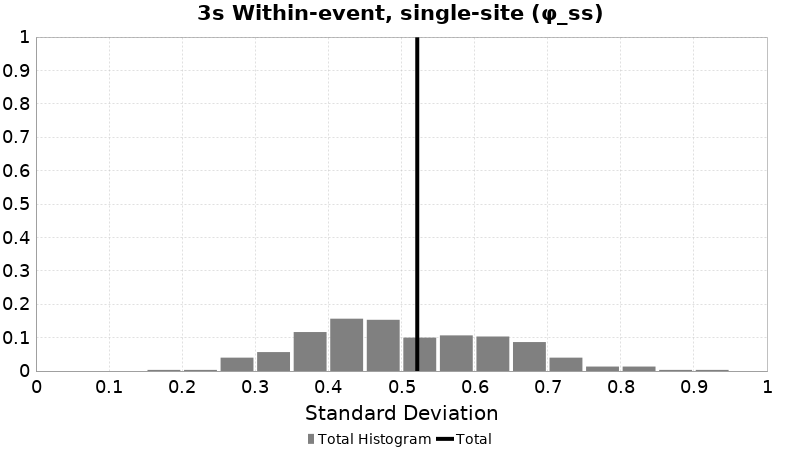 3s Within-event, single-site (φ_ss)
1
0.9
0.8
0.7
0.6
0.5
0.4
0.3
0.2
0.1
0
0 0.1 0.2 0.3 0.4 0.5 0.6 0.7 0.8 0.9 1
Standard Deviation
Total Histogram Total